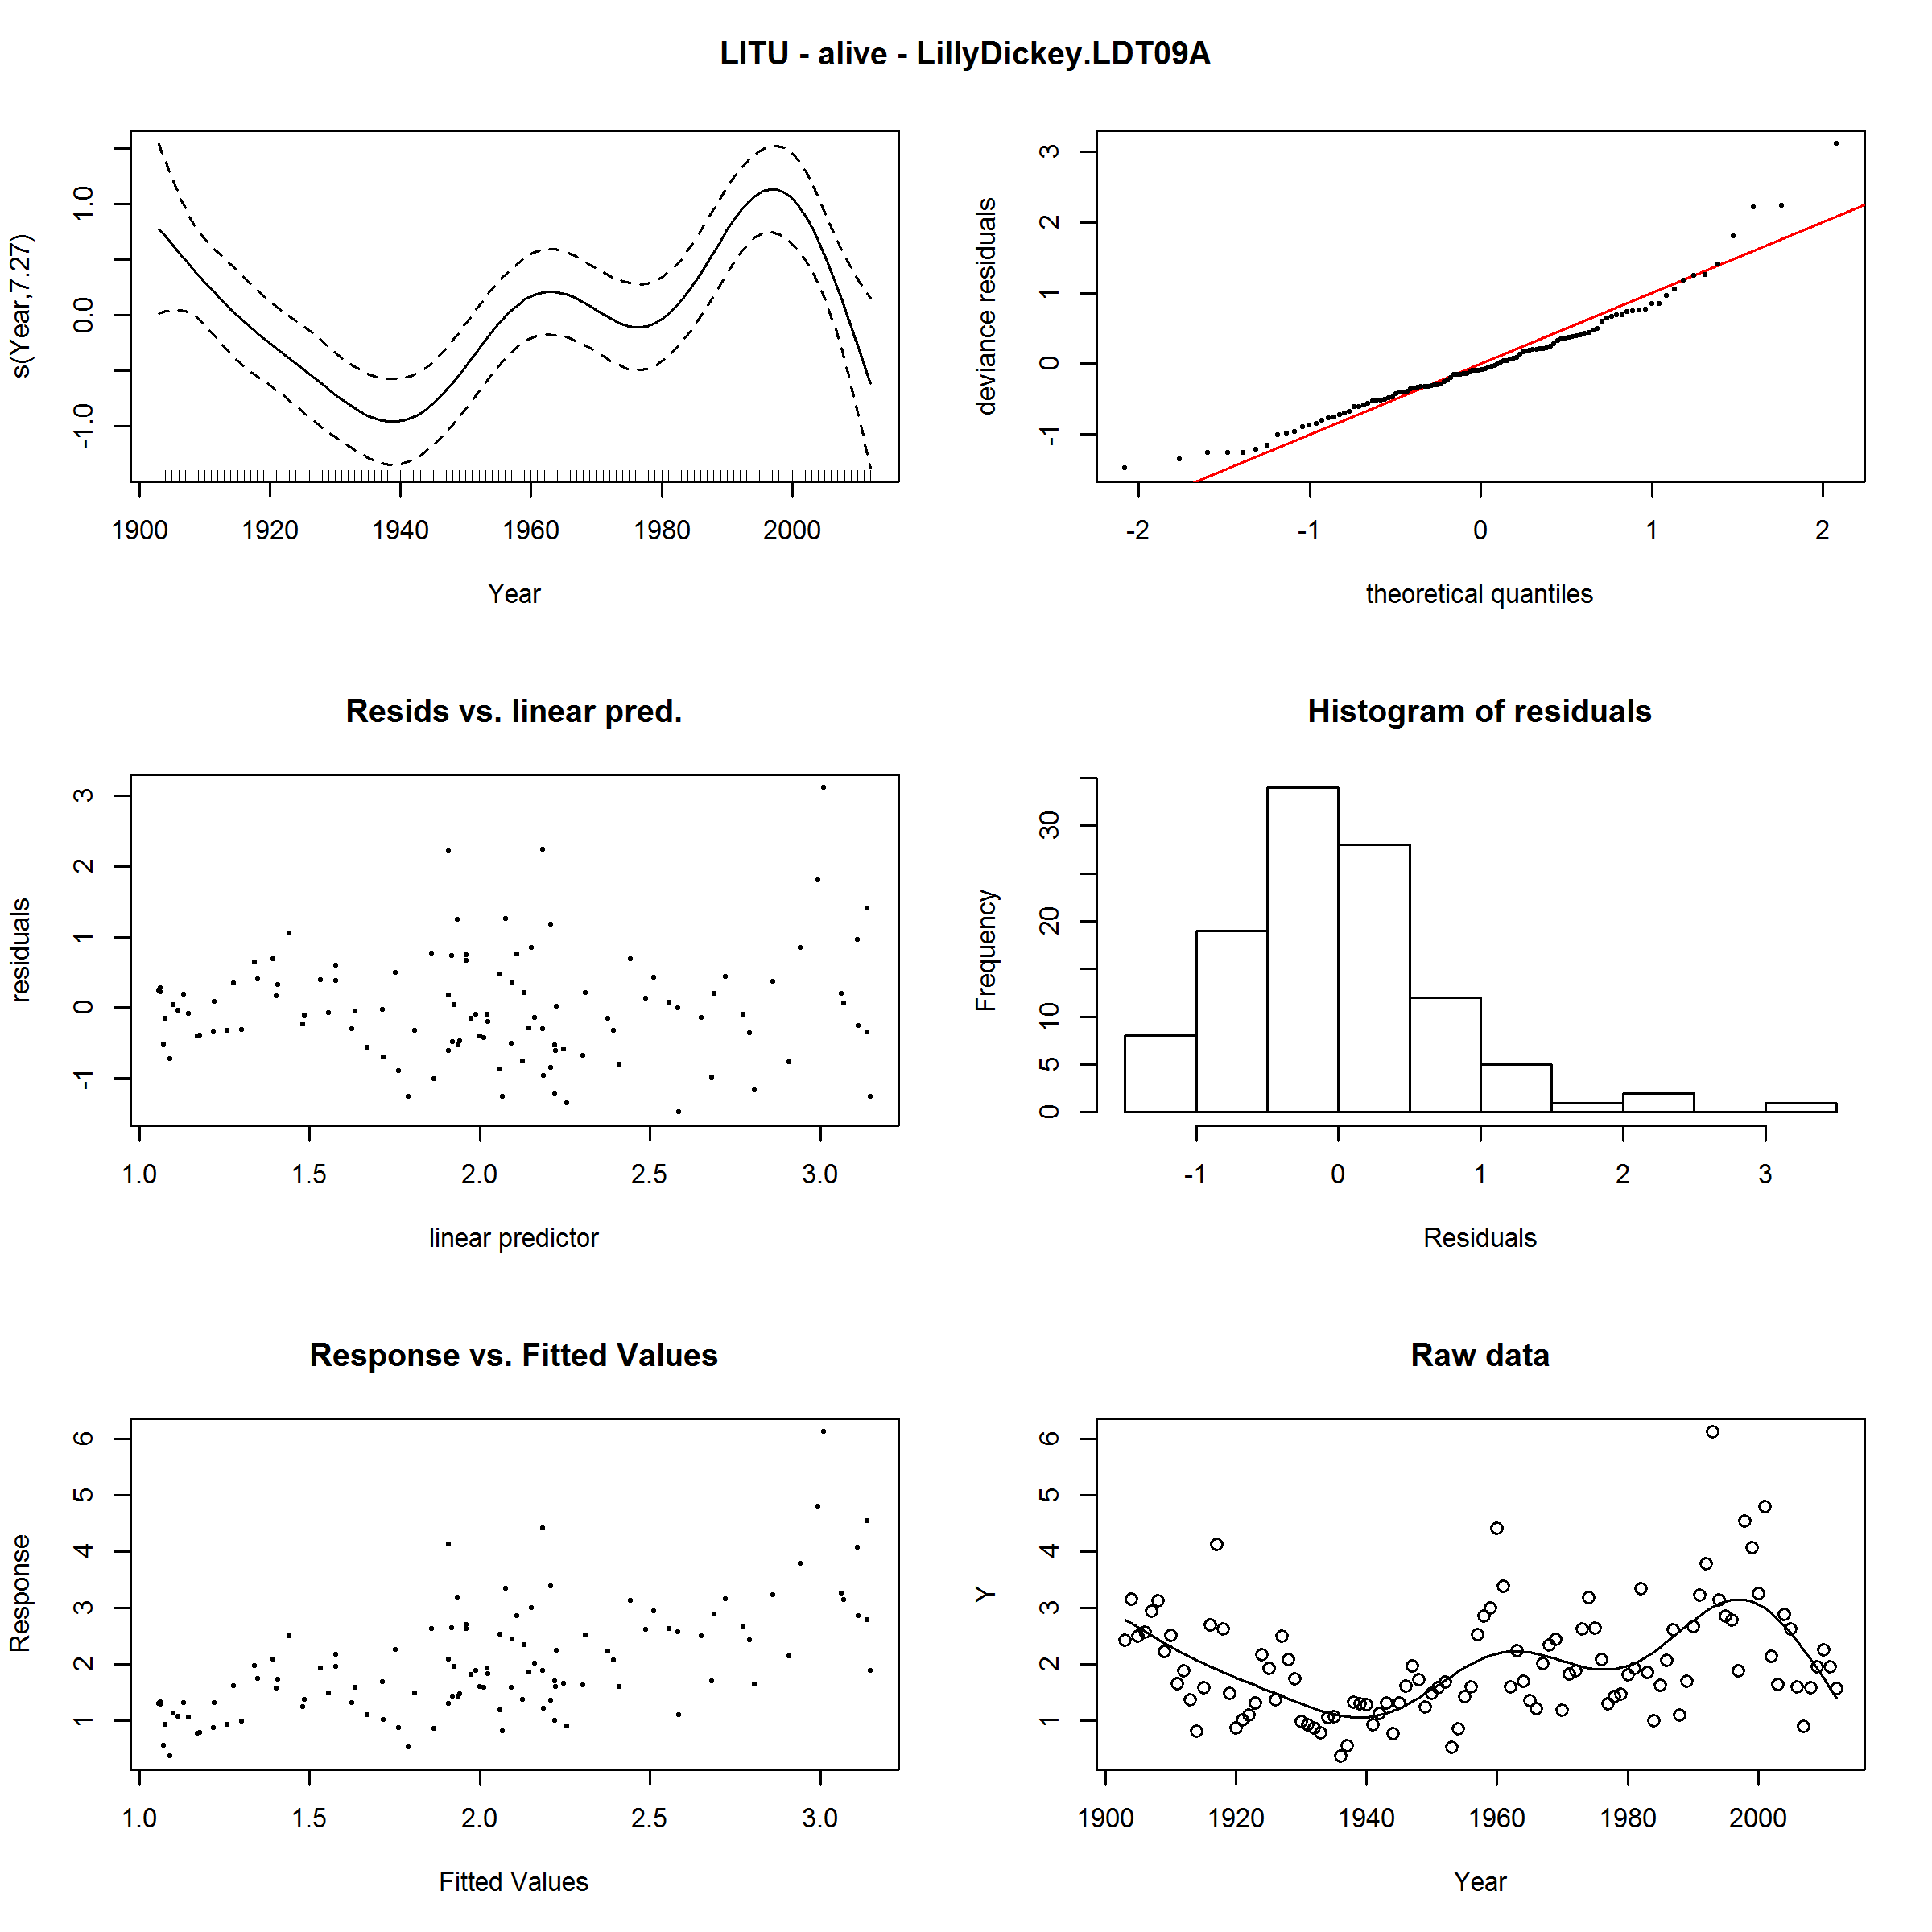 LITU - alive - LillyDickey.LDT09A
s(Year,7.27)
-1.0 0.0 1.0
1900 1920 1940 1960 1980 2000
Year
deviance residuals
-1 0 1 2 3
-2 -1 0 1 2
theoretical quantiles
Resids vs. linear pred.
residuals
-1 0 1 2 3
1.0 1.5 2.0 2.5 3.0
linear predictor
Histogram of residuals
Frequency
0 5 10 20 30
-1 0 1 2 3
Residuals
Response vs. Fitted Values
Response
1 2 3 4 5 6
1.0 1.5 2.0 2.5 3.0
Fitted Values
Raw data
Y
1 2 3 4 5 6
1900 1920 1940 1960 1980 2000
Year